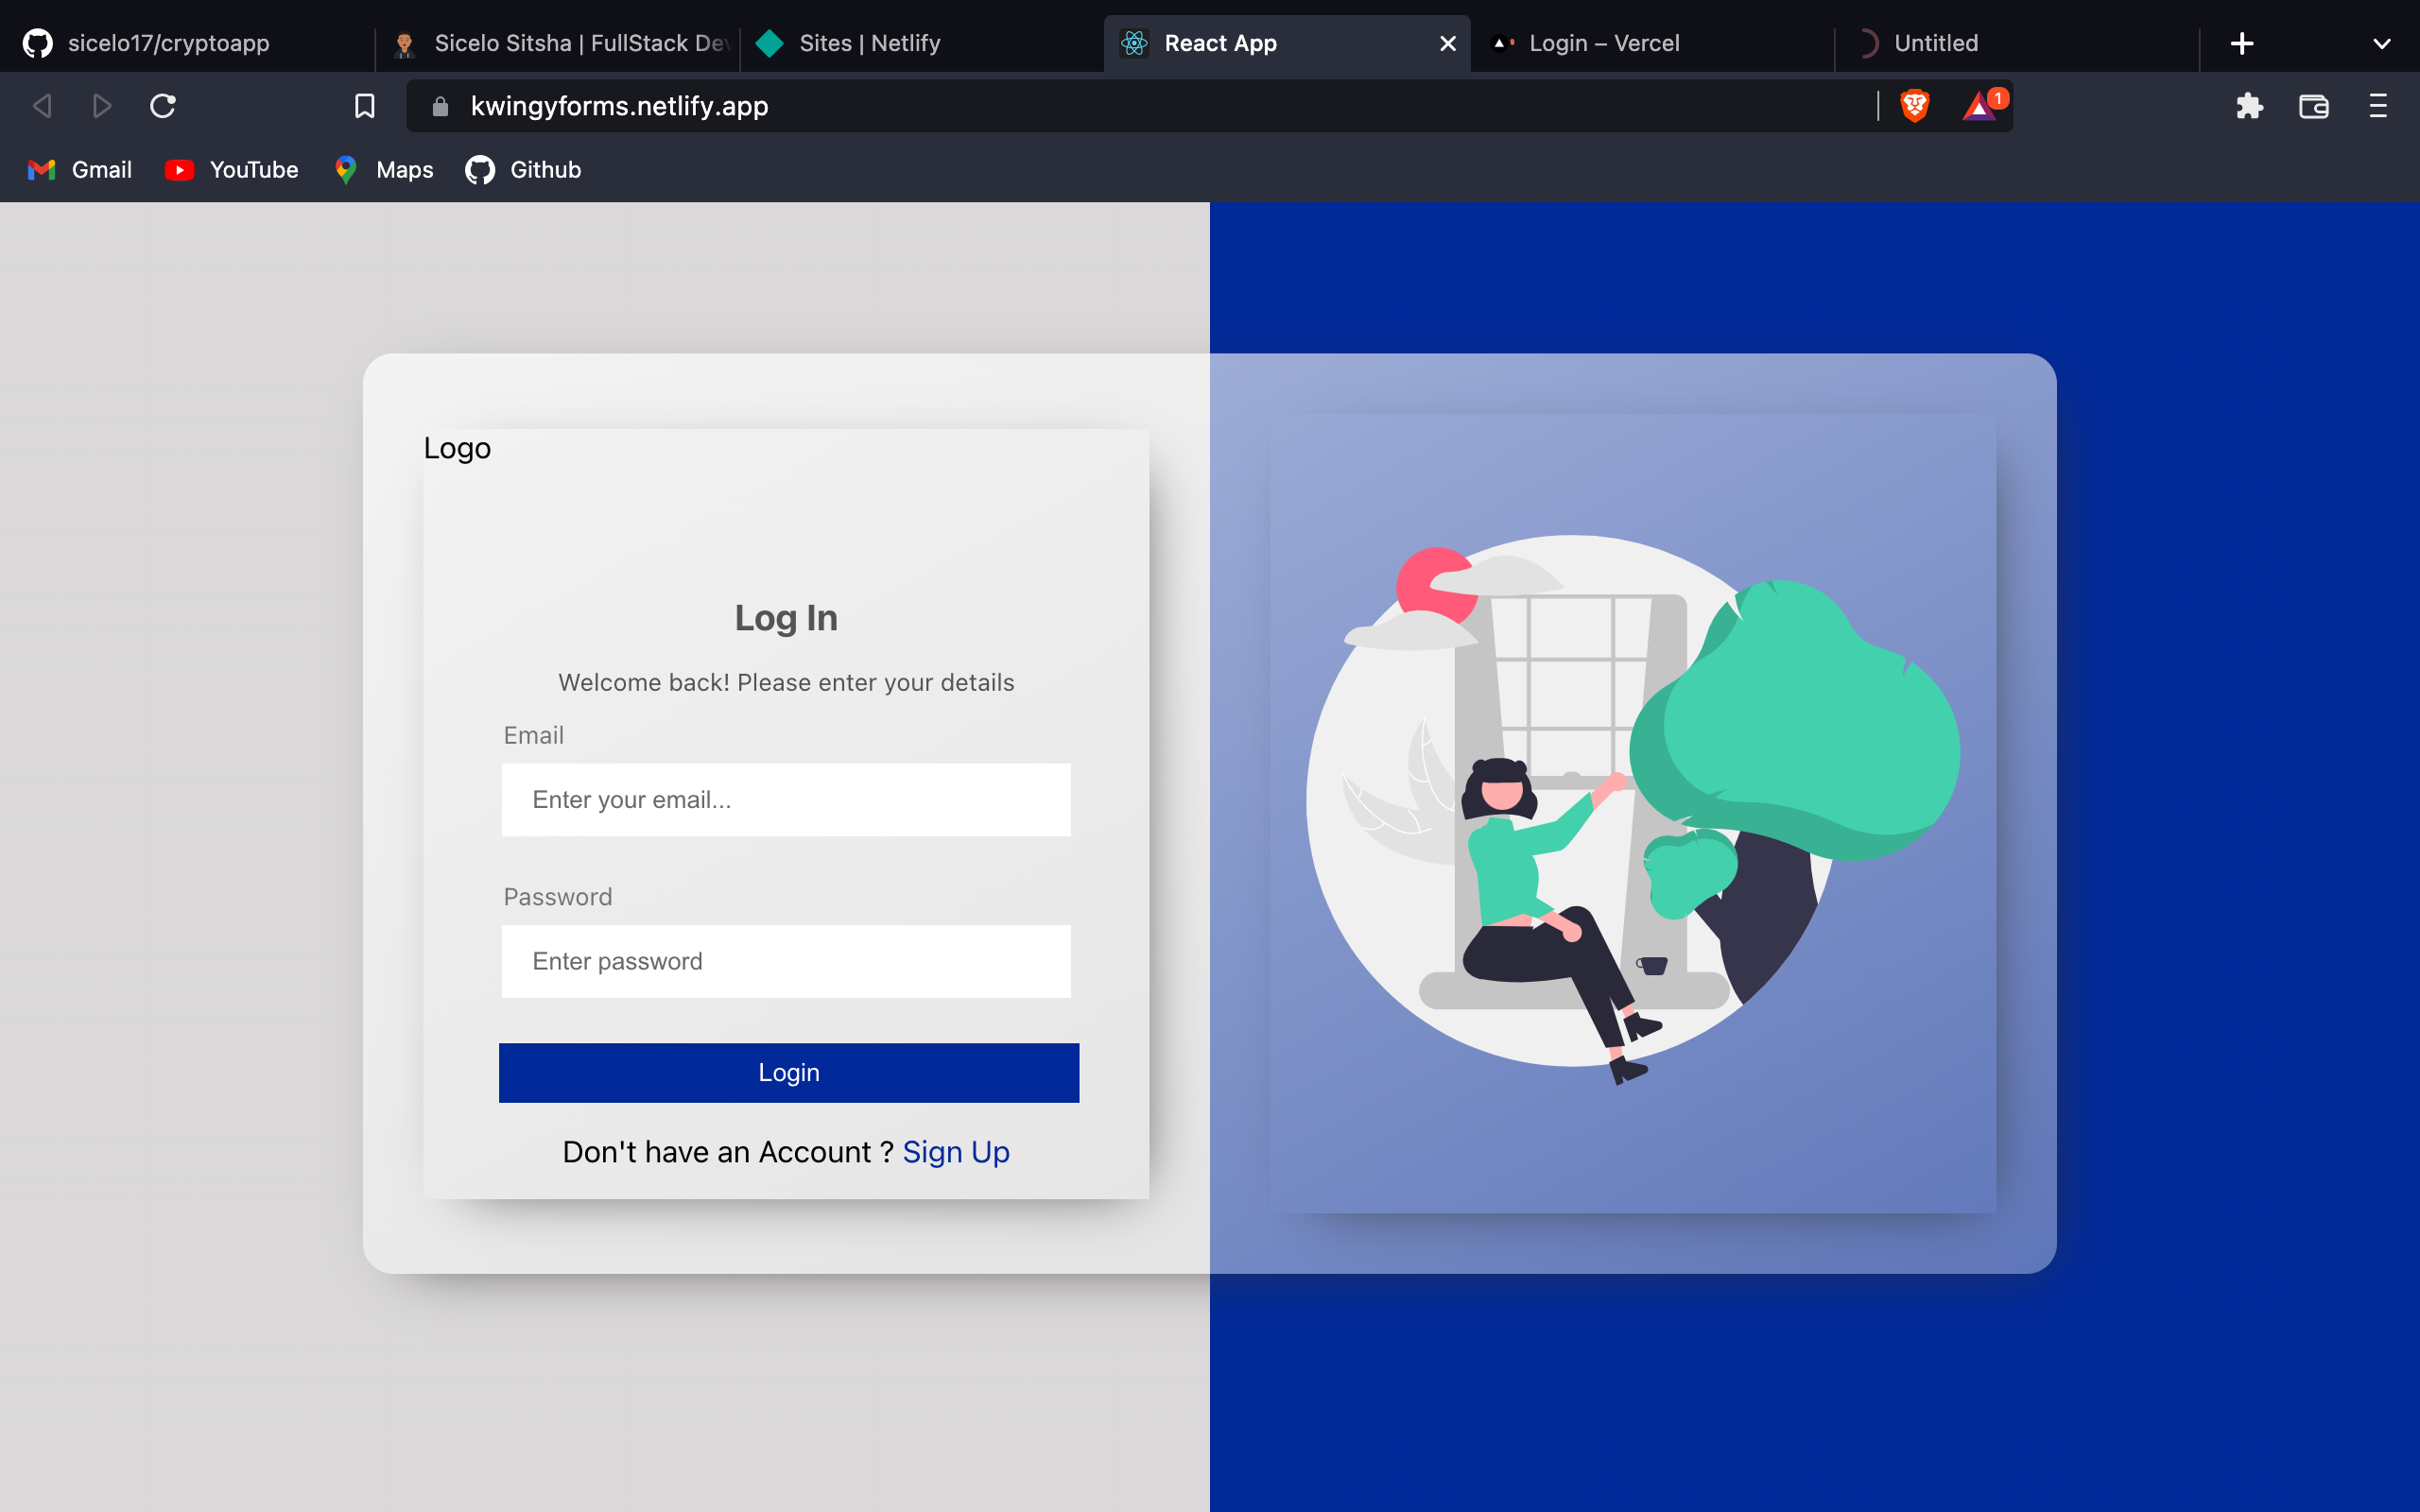 sicelo17/cryptoapp
Sicelo Sitsha | FullStack Dev
Sites | Netlify
React App
Login – Vercel
Untitled
kwingyforms.netlify.app
1
Gmail
YouTube
Maps
Github
Logo
Log In
Welcome back! Please enter your details
Email
Enter your email...
Password
Enter password
Login
Don't have an Account ? Sign Up